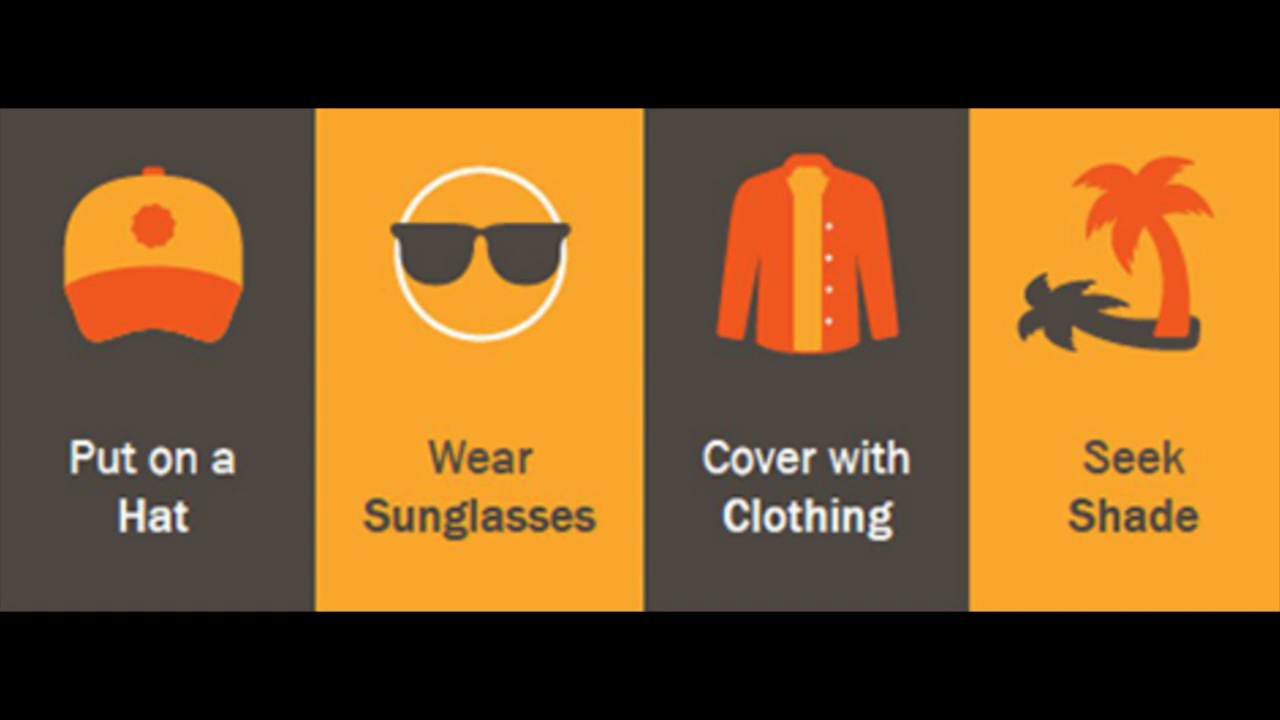 Put on a
Hat
Wear
Sunglasses
Cover with
Clothing
Seek
Shade